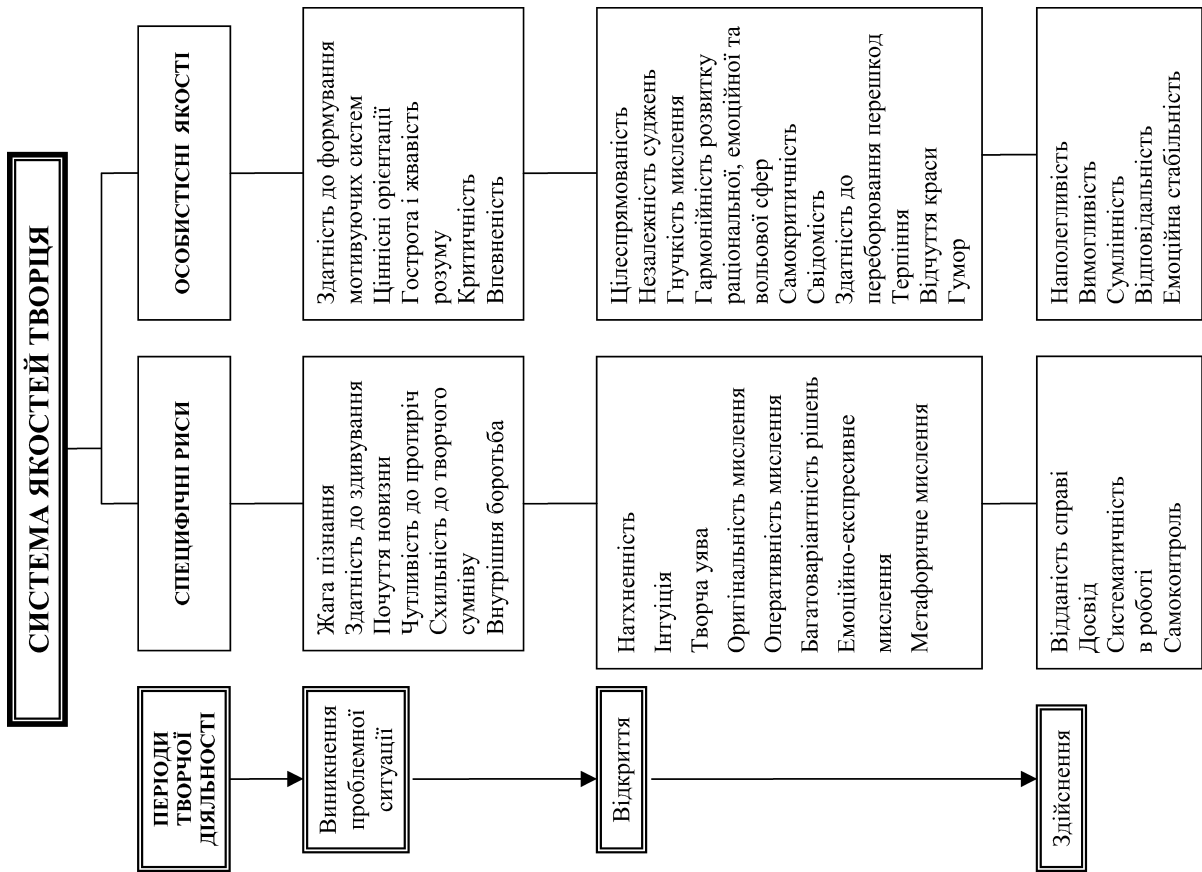 СИСТЕМА ЯКОСТЕЙ ТВОРЦЯ
ПЕРІОДИ
ТВОРЧОЇ
ДІЯЛЬНОСТІ
СПЕЦИФІЧНІ РИСИ
ОСОБИСТІСНІ ЯКОСТІ
Виникнення
проблемної
ситуації
Жага пізнання
Здатність до здивування
Почуття новизни
Чутливість до протиріч
Схильність до творчого
сумніву
Внутрішня боротьба
Здатність до формування
мотивуючих систем
Ціннісні орієнтації
Гострота і жвавість
розуму
Критичність
Впевненість
Відкриття
Натхненність
Інтуіція
Творча уява
Оригінальність мислення
Оперативність мислення
Багатоваріантність рішень
Емоційно-експресивне
мислення
Метафоричне мислення
Цілеспрямованість
Незалежність суджень
Гнучкість мислення
Гармонійність розвитку
раціональної, емоційної та
вольової сфер
Самокритичність
Свідомість
Здатність до
переборювання перешкод
Терпіння
Відчуття краси
Гумор
Здійснення
Відданість справі
Досвід
Систематичність
в роботі
Самоконтроль
Наполегливість
Вимогливість
Сумлінність
Відповідальність
Емоційна стабільність